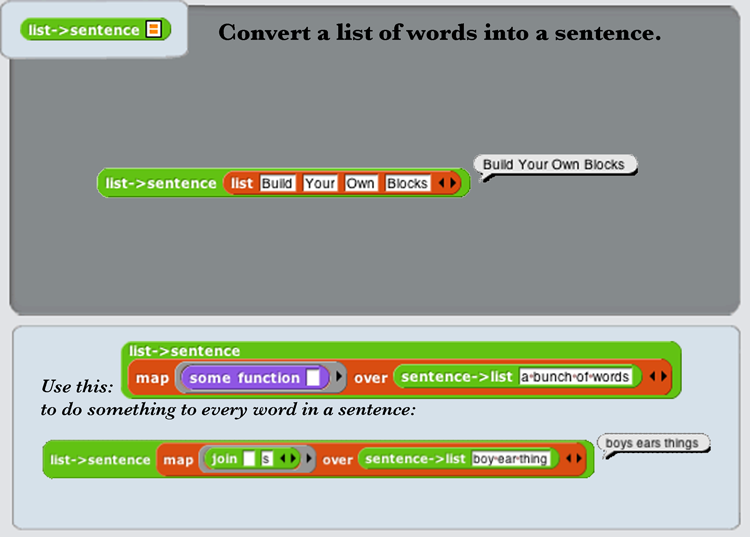 list->sentence
Convert a list of words into a sentence.
list->sentence list Build Your Own Blocks
Build Your Own Blocks
list->sentence
map some function over sentence->list a·bunch·of·words
Use this:
to do something to every word in a sentence:
list->sentence map join s over sentence->list boy·ear·thing
boys ears things